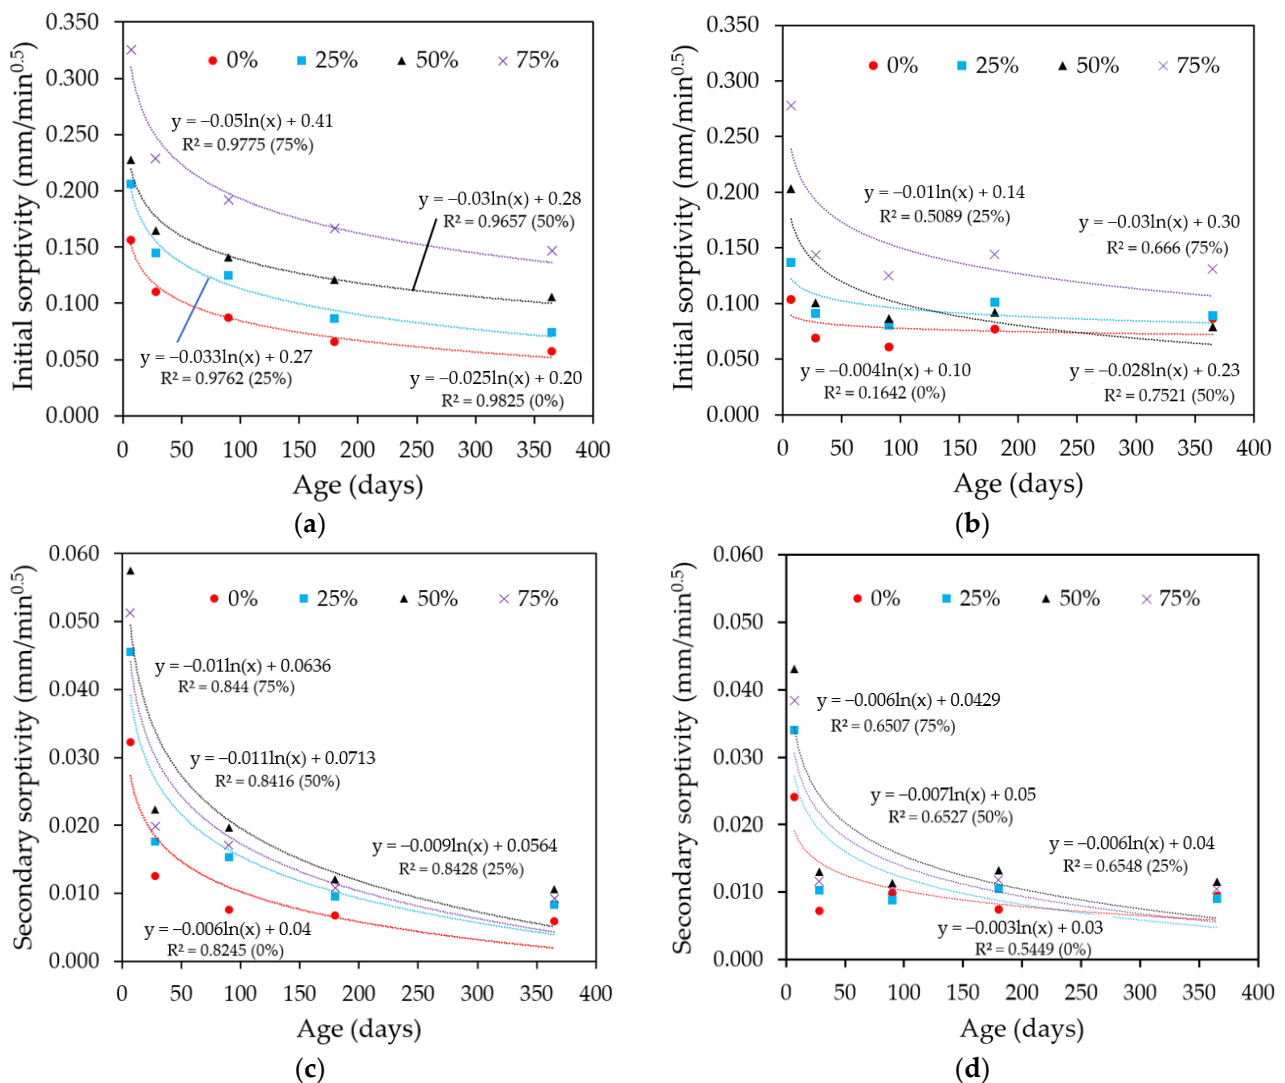 Initial sorptivity (mm/min^0.5)
0.350
0.300
0.250
0.200
0.150
0.100
0.050
0.000
0% 25% 50% 75%
y = −0.05ln(x) + 0.41
R² = 0.9775 (75%)
y = −0.03ln(x) + 0.28
R² = 0.9657 (50%)
y = −0.033ln(x) + 0.27
R² = 0.9762 (25%)
y = −0.025ln(x) + 0.20
R² = 0.9825 (0%)
0 50 100 150 200 250 300 350 400
Age (days)
(a)
Initial sorptivity (mm/min^0.5)
0.350
0.300
0.250
0.200
0.150
0.100
0.050
0.000
0% 25% 50% 75%
y = −0.01ln(x) + 0.14
R² = 0.5089 (25%)
y = −0.03ln(x) + 0.30
R² = 0.666 (75%)
y = −0.004ln(x) + 0.10
R² = 0.1642 (0%)
y = −0.028ln(x) + 0.23
R² = 0.7521 (50%)
0 50 100 150 200 250 300 350 400
Age (days)
(b)
Secondary sorptivity (mm/min^0.5)
0.060
0.050
0.040
0.030
0.020
0.010
0.000
0% 25% 50% 75%
y = −0.01ln(x) + 0.0636
R² = 0.844 (75%)
y = −0.011ln(x) + 0.0713
R² = 0.8416 (50%)
y = −0.009ln(x) + 0.0564
R² = 0.8428 (25%)
y = −0.006ln(x) + 0.04
R² = 0.8245 (0%)
0 50 100 150 200 250 300 350 400
Age (days)
(c)
Secondary sorptivity (mm/min^0.5)
0.060
0.050
0.040
0.030
0.020
0.010
0.000
0% 25% 50% 75%
y = −0.006ln(x) + 0.0429
R² = 0.6507 (75%)
y = −0.007ln(x) + 0.05
R² = 0.6527 (50%)
y = −0.006ln(x) + 0.04
R² = 0.6548 (25%)
y = −0.003ln(x) + 0.03
R² = 0.5449 (0%)
0 50 100 150 200 250 300 350 400
Age (days)
(d)